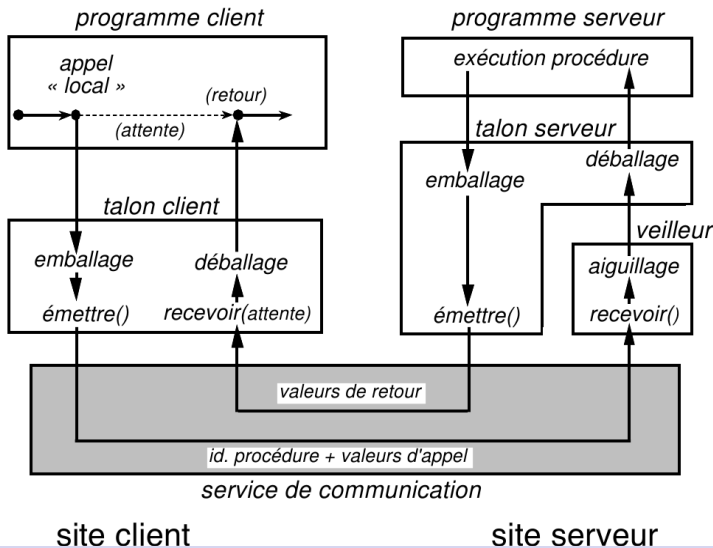 programme client
programme serveur
appel
« local »
(retour)
(attente)
exécution procédure
talon serveur
emballage
déballage
talon client
veilleur
emballage
déballage
aiguillage
émettre()
recevoir(attente)
émettre()
recevoir()
valeurs de retour
id. procédure + valeurs d'appel
service de communication
site client
site serveur